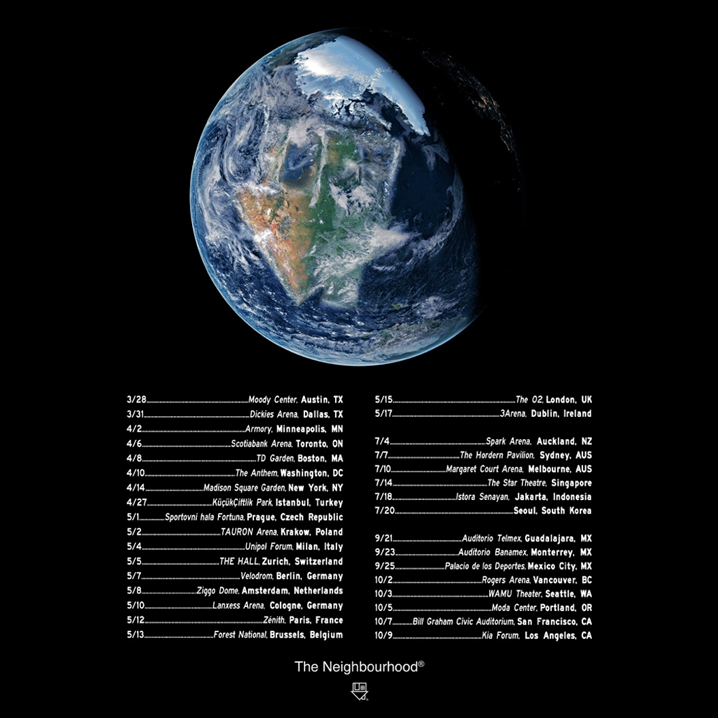 3/28 Moody Center, Austin, TX
3/31 Dickies Arena, Dallas, TX
4/2 Armory, Minneapolis, MN
4/6 Scotiabank Arena, Toronto, ON
4/8 TD Garden, Boston, MA
4/10 The Anthem, Washington, DC
4/14 Madison Square Garden, New York, NY
4/27 KüçükÇiftlik Park, Istanbul, Turkey
5/1 Sportovní hala Fortuna, Prague, Czech Republic
5/2 TAURON Arena, Krakow, Poland
5/4 Unipol Forum, Milan, Italy
5/5 THE HALL, Zurich, Switzerland
5/7 Velodrom, Berlin, Germany
5/8 Ziggo Dome, Amsterdam, Netherlands
5/10 Lanxess Arena, Cologne, Germany
5/12 Zénith, Paris, France
5/13 Forest National, Brussels, Belgium
5/15 The O2, London, UK
5/17 3Arena, Dublin, Ireland
7/4 Spark Arena, Auckland, NZ
7/7 The Hordern Pavilion, Sydney, AUS
7/10 Margaret Court Arena, Melbourne, AUS
7/14 The Star Theatre, Singapore
7/18 Istora Senayan, Jakarta, Indonesia
7/20 Seoul, South Korea
9/21 Auditorio Telmex, Guadalajara, MX
9/23 Auditorio Banamex, Monterrey, MX
9/25 Palacio de los Deportes, Mexico City, MX
10/2 Rogers Arena, Vancouver, BC
10/3 WAMU Theater, Seattle, WA
10/5 Moda Center, Portland, OR
10/7 Bill Graham Civic Auditorium, San Francisco, CA
10/9 Kia Forum, Los Angeles, CA
The Neighbourhood®